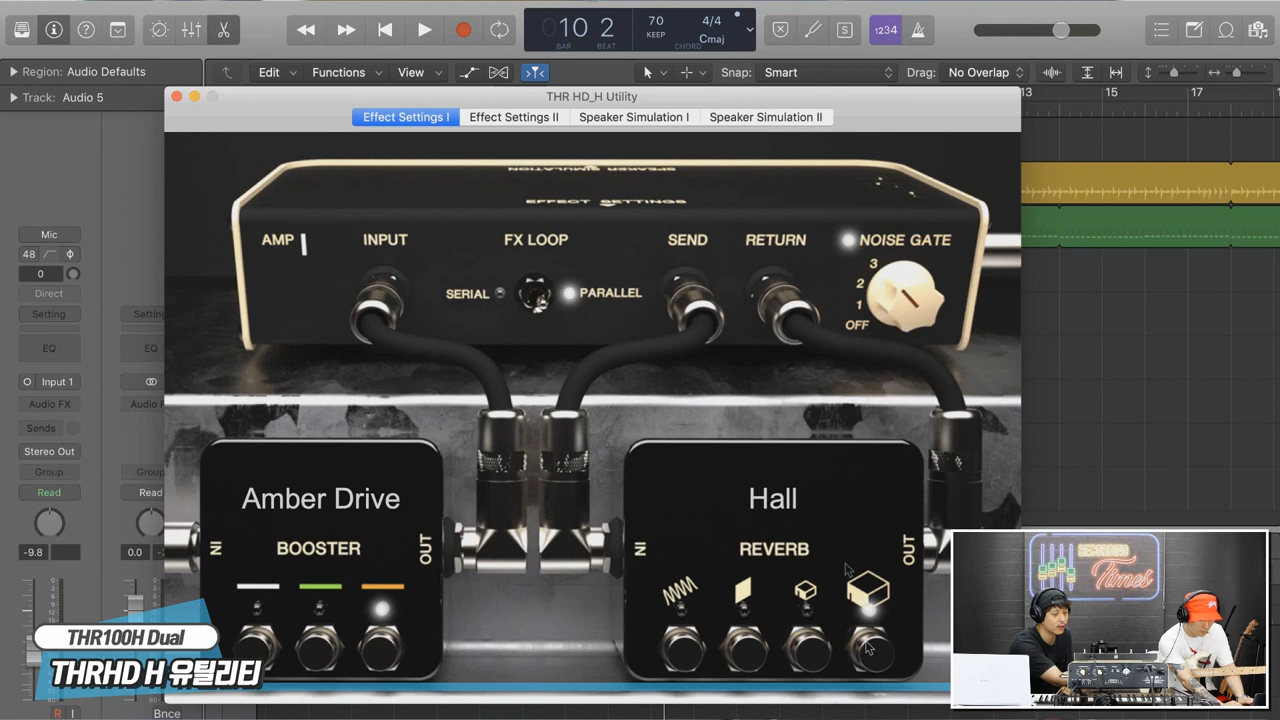 10 2
BAR
BEAT
70
KEEP
4/4
Cmaj
CHORD
S
1234
Region: Audio Defaults
Edit
Functions
View
Snap:
Smart
Drag:
No Overlap
Track: Audio 5
THR HD_H Utility
13
15
17
Effect Settings I
Effect Settings II
Speaker Simulation I
Speaker Simulation II
SPEAKER SIMULATION
EFFECT SETTINGS
AMP I
INPUT
FX LOOP
SEND
RETURN
NOISE GATE
SERIAL
PARALLEL
3
2
1
OFF
Mic
48
0
Direct
Setting
EQ
Input 1
Audio FX
Sends
Stereo Out
Group
Read
-9.8
0.0
Amber Drive
BOOSTER
IN
OUT
Hall
REVERB
IN
OUT
RECORDING
Times
THR100H Dual
THRHD H 유틸리티
R I
Bnce